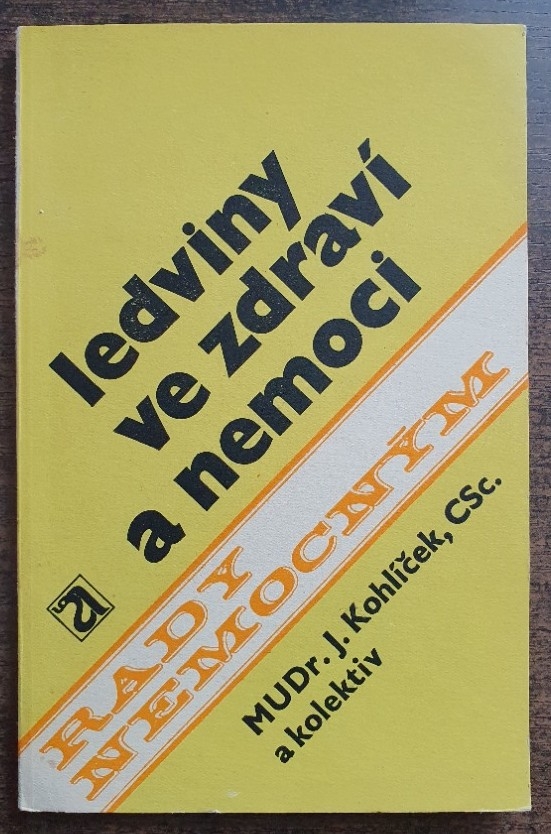 ledviny
ve zdraví
a nemoci
RADY
NEMOCNÝM
MUDr. J. Kohlíček, CSc.
a kolektiv